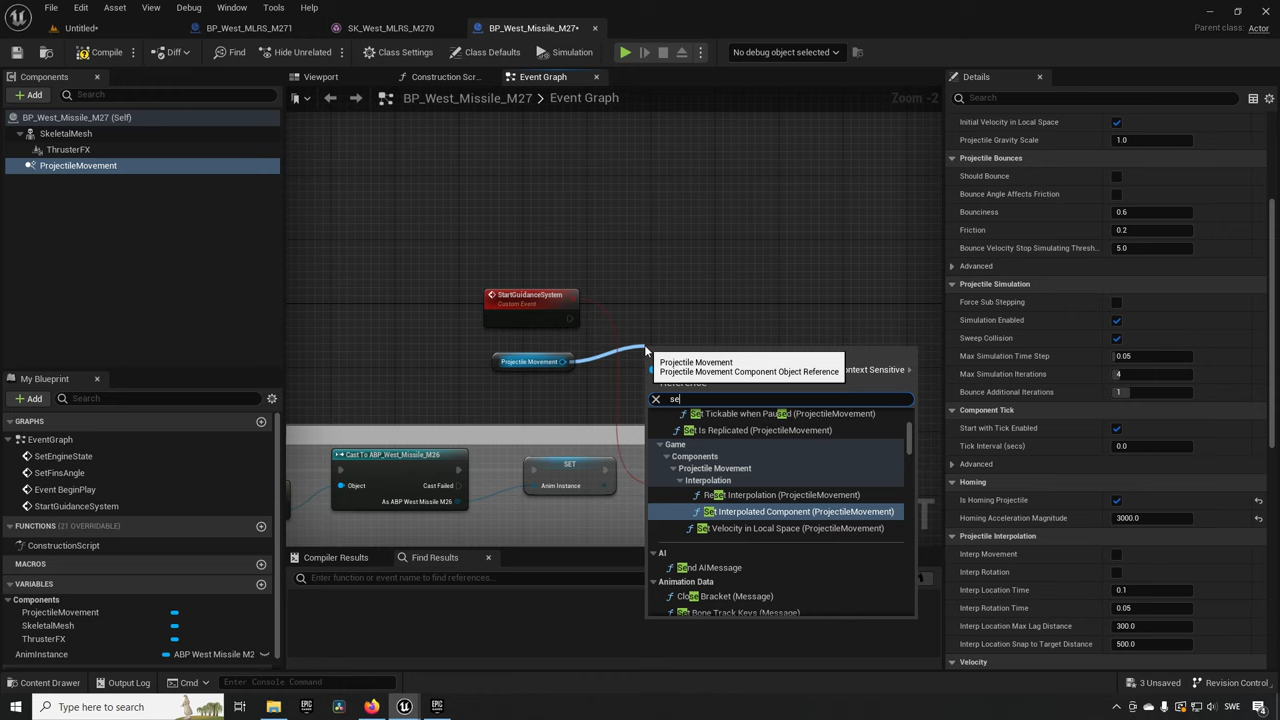 File Edit Asset View Debug Window Tools Help
Untitled*
BP_West_MLRS_M271
SK_West_MLRS_M270
BP_West_Missile_M27*
Parent class: Actor
Compile
Diff
Find
Hide Unrelated
Class Settings
Class Defaults
Simulation
No debug object selected
Components
Add
Search
BP_West_Missile_M27 (Self)
SkeletalMesh
ThrusterFX
ProjectileMovement
My Blueprint
Add
Search
GRAPHS
EventGraph
SetEngineState
SetFinsAngle
Event BeginPlay
StartGuidanceSystem
FUNCTIONS (21 OVERRIDABLE)
ConstructionScript
MACROS
VARIABLES
Components
ProjectileMovement
SkeletalMesh
ThrusterFX
AnimInstance
ABP West Missile M2
Viewport
Construction Scr...
Event Graph
BP_West_Missile_M27 > Event Graph
Zoom -2
StartGuidanceSystem
Custom Event
Projectile Movement
Cast To ABP_West_Missile_M26
Object
Cast Failed
As ABP West Missile M26
SET
Anim Instance
Projectile Movement
Projectile Movement Component Object Reference
ontext Sensitive
se
Set Tickable when Paused (ProjectileMovement)
Set Is Replicated (ProjectileMovement)
Game
Components
Projectile Movement
Interpolation
Reset Interpolation (ProjectileMovement)
Set Interpolated Component (ProjectileMovement)
Set Velocity in Local Space (ProjectileMovement)
AI
Send AIMessage
Animation Data
Close Bracket (Message)
Set Bone Track Keys (Message)
Compiler Results
Find Results
Enter function or event name to find references...
Details
Search
Initial Velocity in Local Space
Projectile Gravity Scale 1.0
Projectile Bounces
Should Bounce
Bounce Angle Affects Friction
Bounciness 0.6
Friction 0.2
Bounce Velocity Stop Simulating Thresh... 5.0
Advanced
Projectile Simulation
Force Sub Stepping
Simulation Enabled
Sweep Collision
Max Simulation Time Step 0.05
Max Simulation Iterations 4
Bounce Additional Iterations 1
Component Tick
Start with Tick Enabled
Tick Interval (secs) 0.0
Advanced
Homing
Is Homing Projectile
Homing Acceleration Magnitude 3000.0
Projectile Interpolation
Interp Movement
Interp Rotation
Interp Location Time 0.1
Interp Rotation Time 0.05
Interp Location Max Lag Distance 300.0
Interp Location Snap to Target Distance 500.0
Velocity
Content Drawer
Output Log
Cmd
Enter Console Command
3 Unsaved
Revision Control
Type here to search
SWE